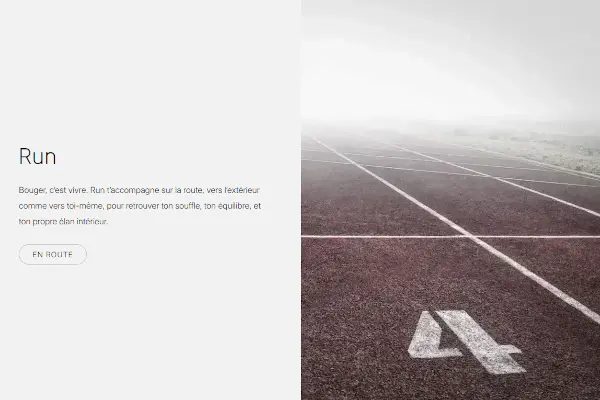 Run
Bouger, c'est vivre. Run t'accompagne sur la route, vers l'extérieur
comme vers toi-même, pour retrouver ton souffle, ton équilibre, et
ton propre élan intérieur.
EN ROUTE
4